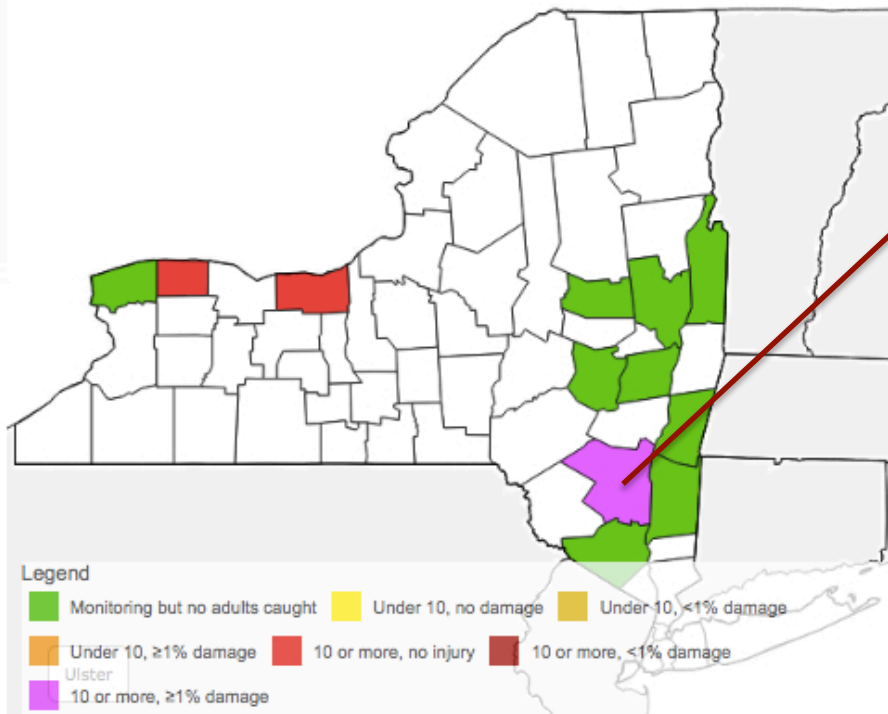 Legend
Monitoring but no adults caught Under 10, no damage Under 10, <1% damage
Under 10, ≥1% damage 10 or more, no injury 10 or more, <1% damage
Ulster
10 or more, ≥1% damage